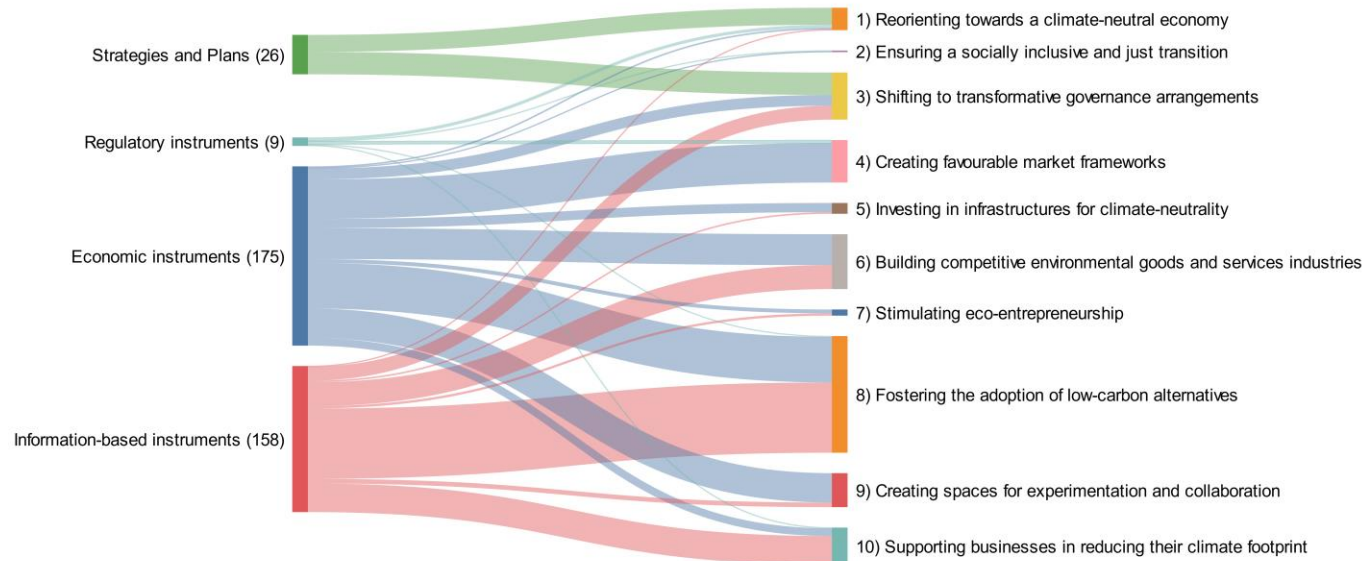 Strategies and Plans (26)
Regulatory instruments (9)
Economic instruments (175)
Information-based instruments (158)
1) Reorienting towards a climate-neutral economy
2) Ensuring a socially inclusive and just transition
3) Shifting to transformative governance arrangements
4) Creating favourable market frameworks
5) Investing in infrastructures for climate-neutrality
6) Building competitive environmental goods and services industries
7) Stimulating eco-entrepreneurship
8) Fostering the adoption of low-carbon alternatives
9) Creating spaces for experimentation and collaboration
10) Supporting businesses in reducing their climate footprint